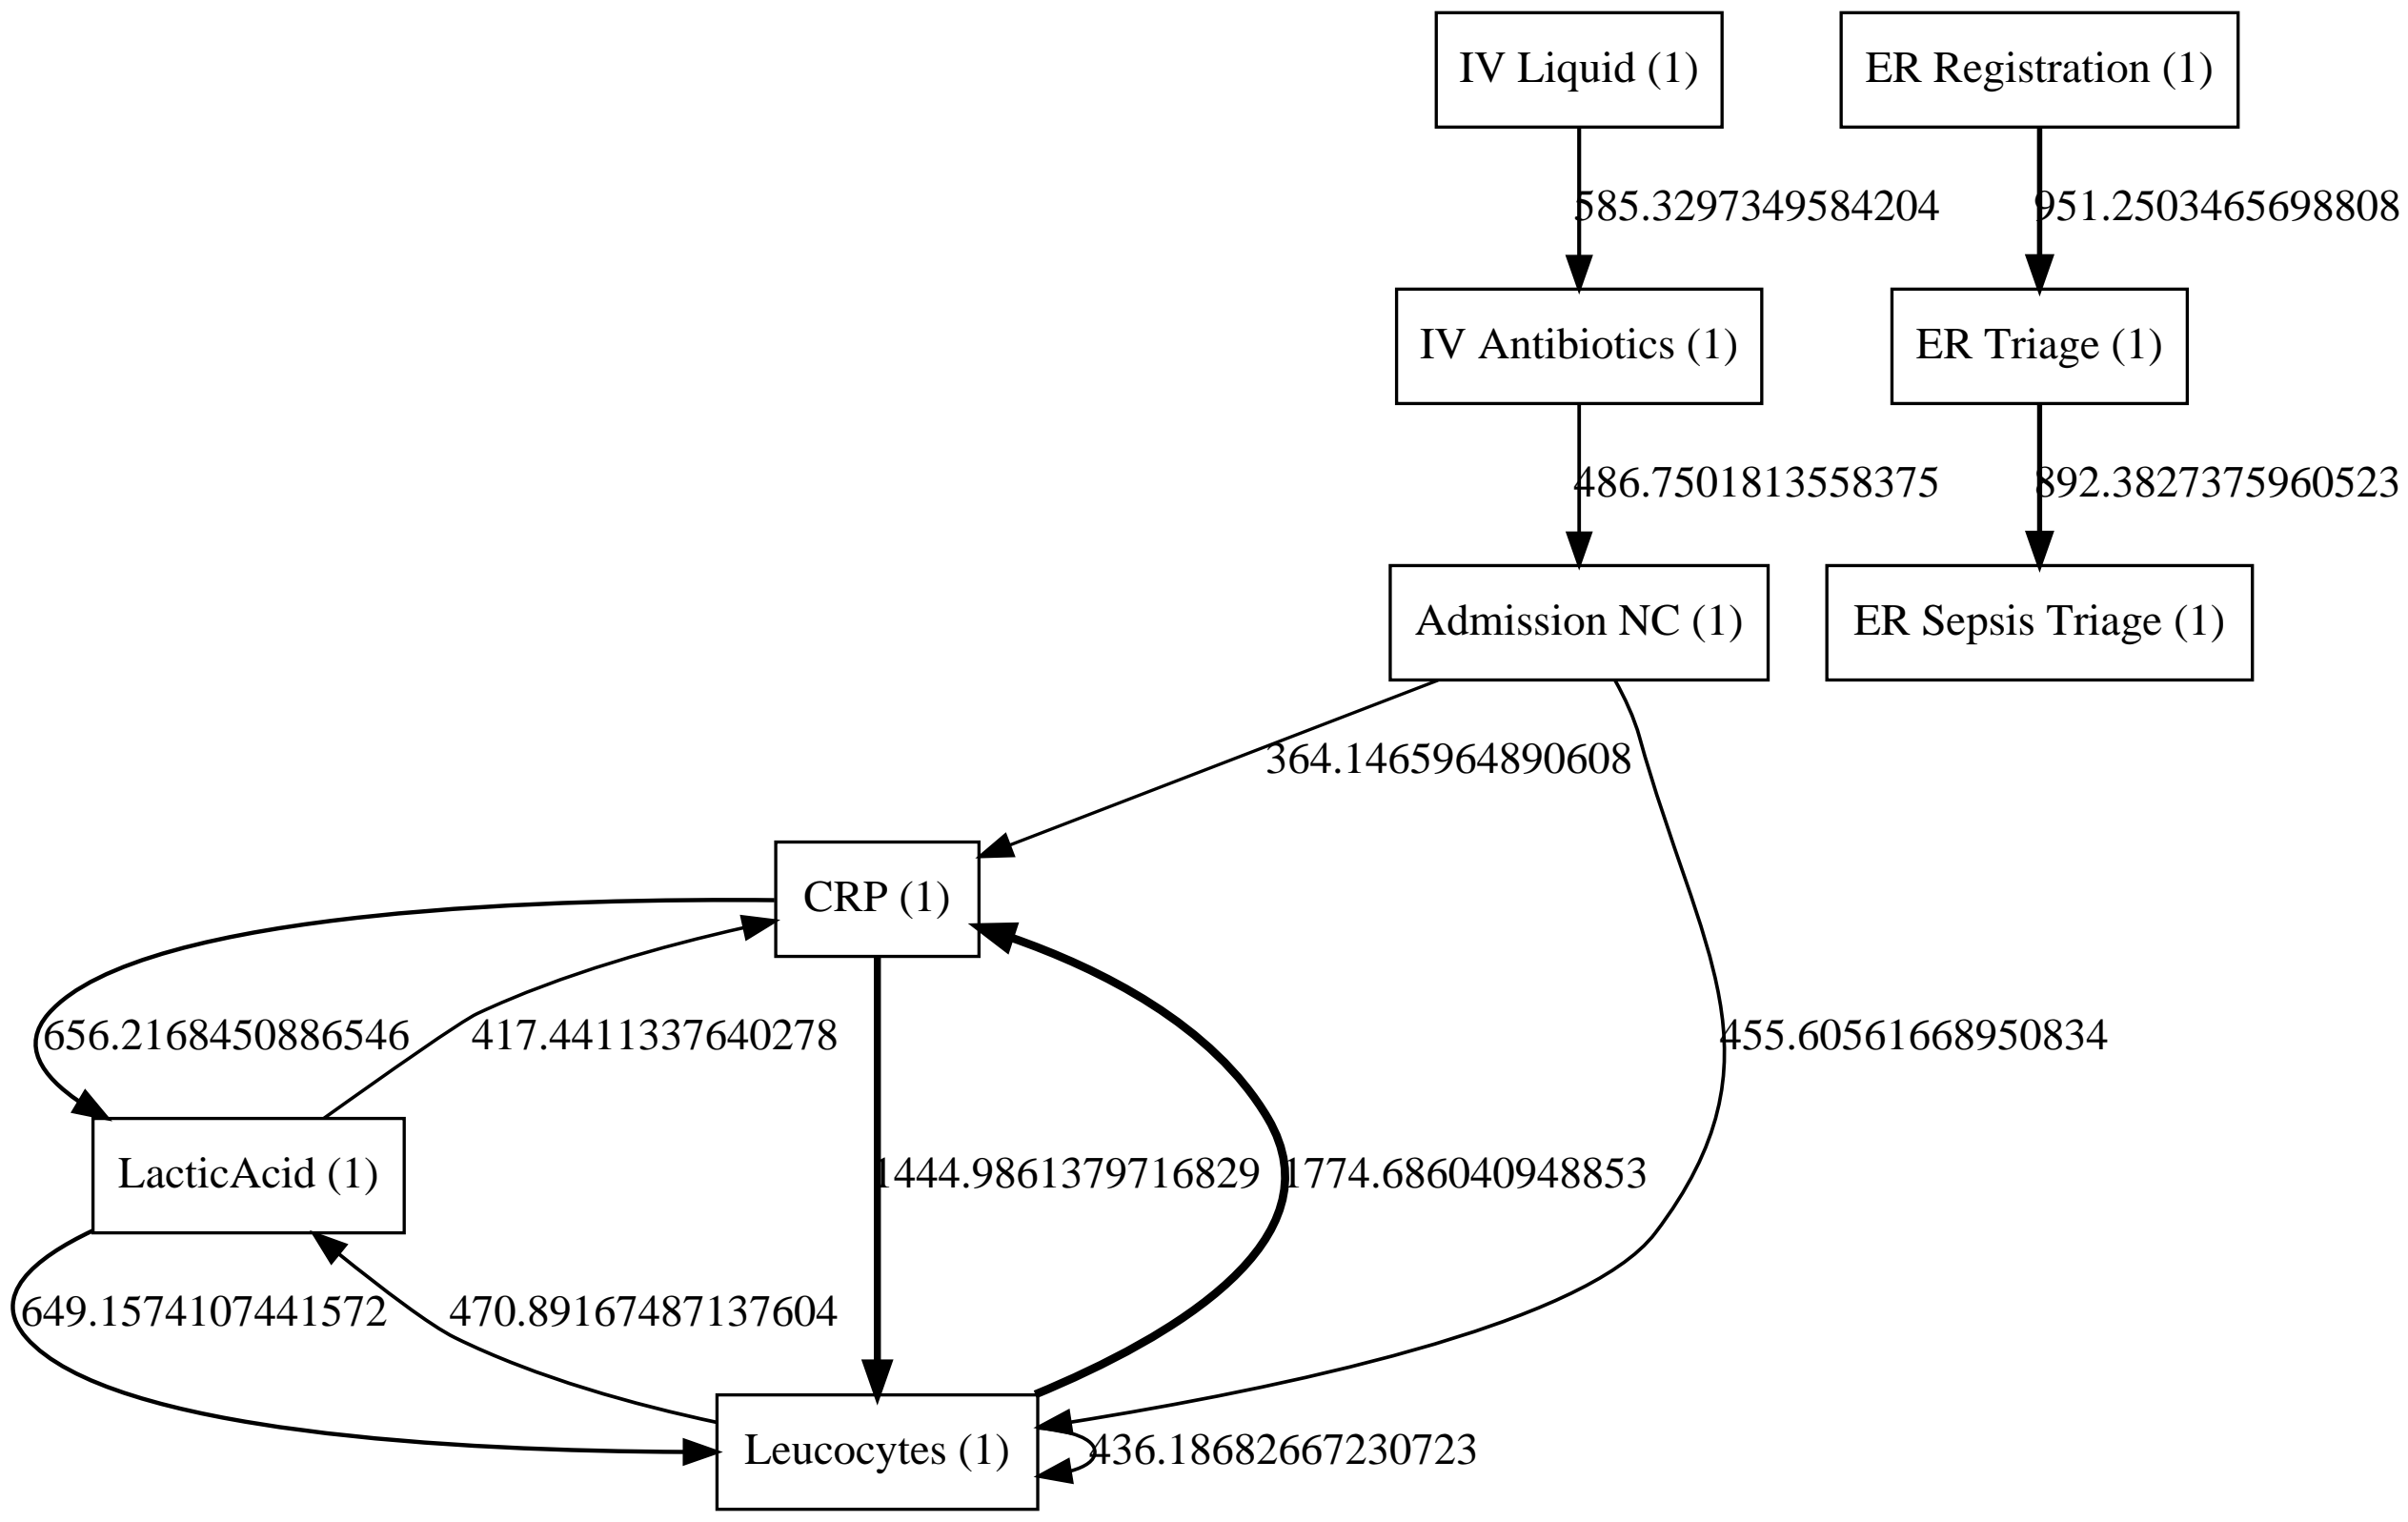 IV Liquid (1)
ER Registration (1)
585.3297349584204
951.2503465698808
IV Antibiotics (1)
ER Triage (1)
486.7501813558375
892.3827375960523
Admission NC (1)
ER Sepsis Triage (1)
364.1465964890608
CRP (1)
656.2168450886546
417.4411337640278
455.60561668950834
LacticAcid (1)
1444.9861379716829
1774.686040948853
649.1574107441572
470.89167487137604
Leucocytes (1)
436.18682667230723